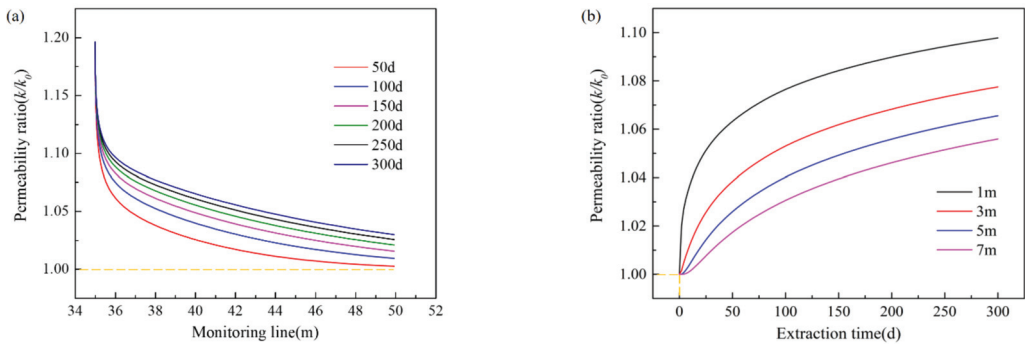 (a)
Permeability ratio(k/k0)
1.20
1.15
1.10
1.05
1.00
50d
100d
150d
200d
250d
300d
34 36 38 40 42 44 46 48 50 52
Monitoring line(m)
(b)
Permeability ratio(k/k0)
1.10
1.08
1.06
1.04
1.02
1.00
1m
3m
5m
7m
0 50 100 150 200 250 300
Extraction time(d)